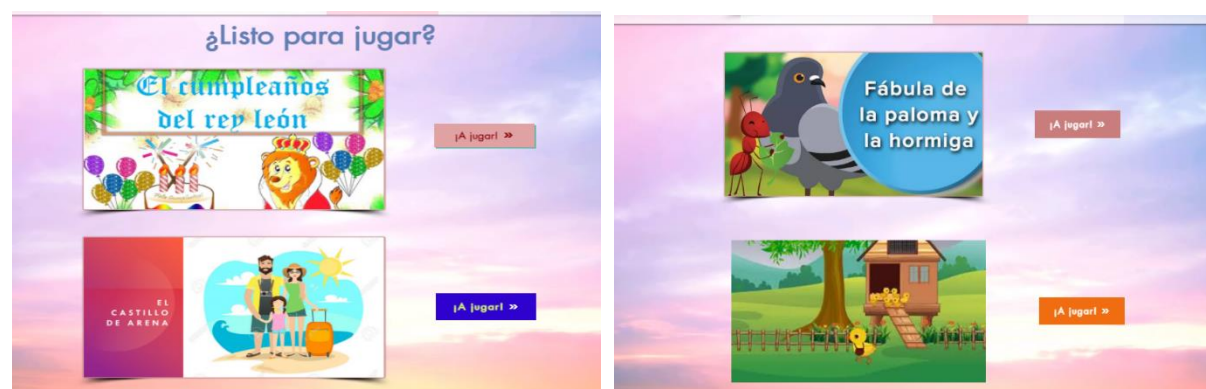 ¿Listo para jugar?
El cumpleaños
del rey león
¡A jugar! »
EL
CASTILLO
DE ARENA
¡A jugar! »
Fábula de
la paloma y
la hormiga
¡A jugar! »
¡A jugar! »